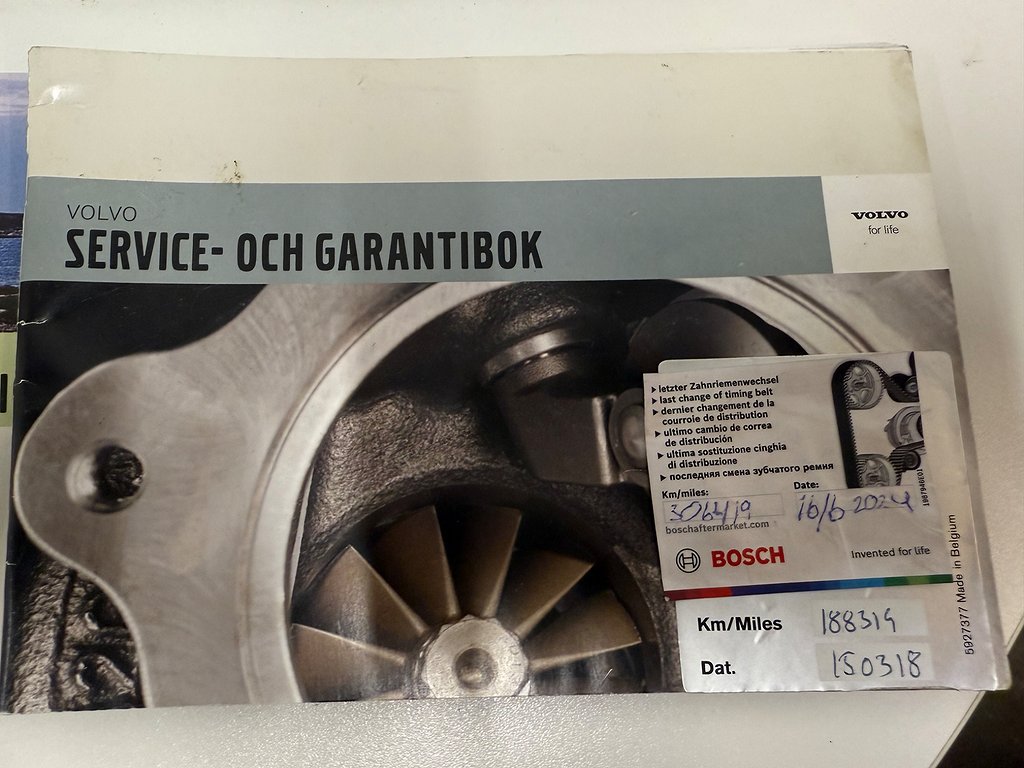 VOLVO
SERVICE- OCH GARANTIBOK
VOLVO
for life
▸ letzter Zahnriemenwechsel
▸ last change of timing belt
▸ dernier changement de la
courroie de distribution
▸ ultimo cambio de correa
de distribución
▸ ultima sostituzione cinghia
di distribuzione
▸ последняя смена зубчатого ремня
Km/miles:
Date:
306419
16/6 2024
boschaftermarket.com
BOSCH
Invented for life
Km/Miles
188319
Dat.
150318
5927377 Made in Belgium